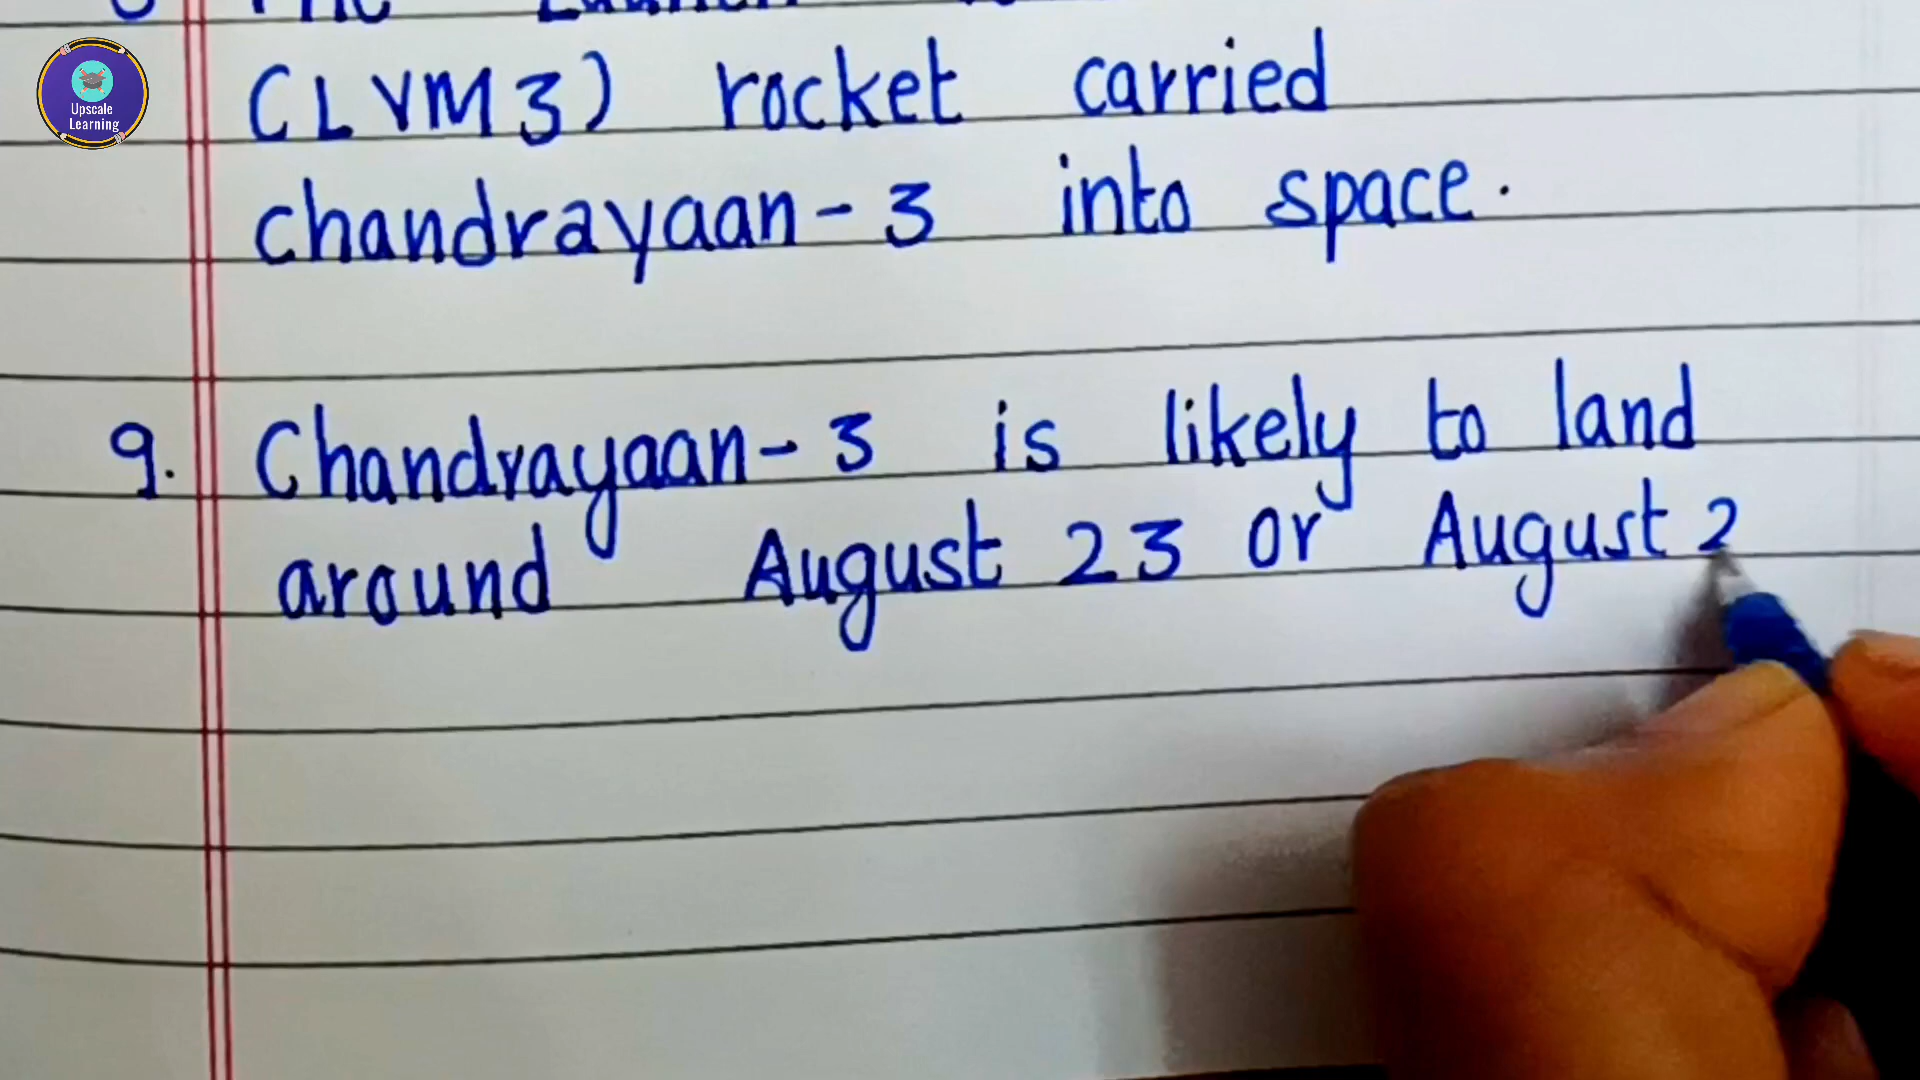 Upscale
Learning
(LVM3) rocket carried
chandrayaan-3 into space.
9. Chandrayaan-3 is likely to land
around August 23 or August 2